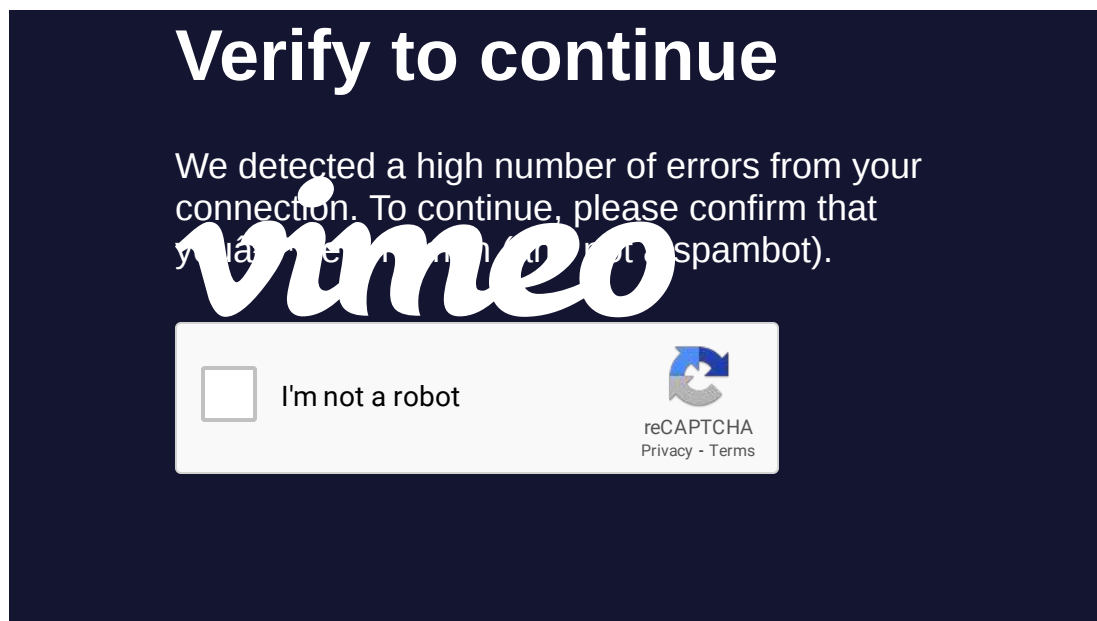 Verify to continue
We detected a high number of errors from your
connection. To continue, please confirm that
spambot).
vimeo
I'm not a robot
reCAPTCHA
Privacy - Terms